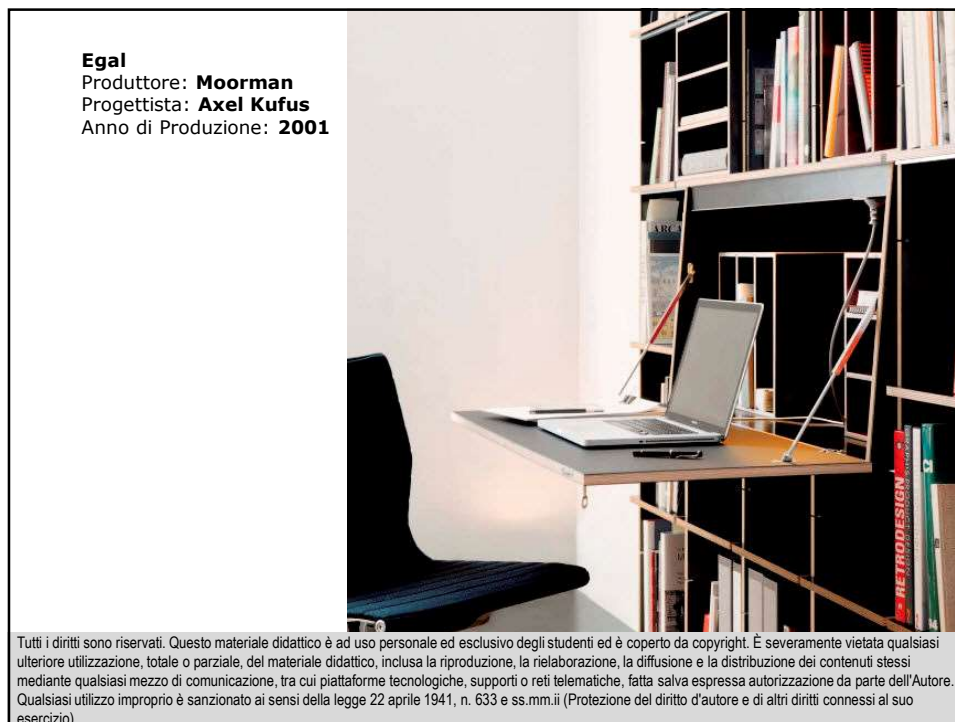 Egal
Produttore: Moorman
Progettista: Axel Kufus
Anno di Produzione: 2001
RETRODESIGN
Tutti i diritti sono riservati. Questo materiale didattico è ad uso personale ed esclusivo degli studenti ed è coperto da copyright. È severamente vietata qualsiasi
ulteriore utilizzazione, totale o parziale, del materiale didattico, inclusa la riproduzione, la rielaborazione, la diffusione e la distribuzione dei contenuti stessi
mediante qualsiasi mezzo di comunicazione, tra cui piattaforme tecnologiche, supporti o reti telematiche, fatta salva espressa autorizzazione da parte dell'Autore.
Qualsiasi utilizzo improprio è sanzionato ai sensi della legge 22 aprile 1941, n. 633 e ss.mm.ii (Protezione del diritto d'autore e di altri diritti connessi al suo
esercizio)